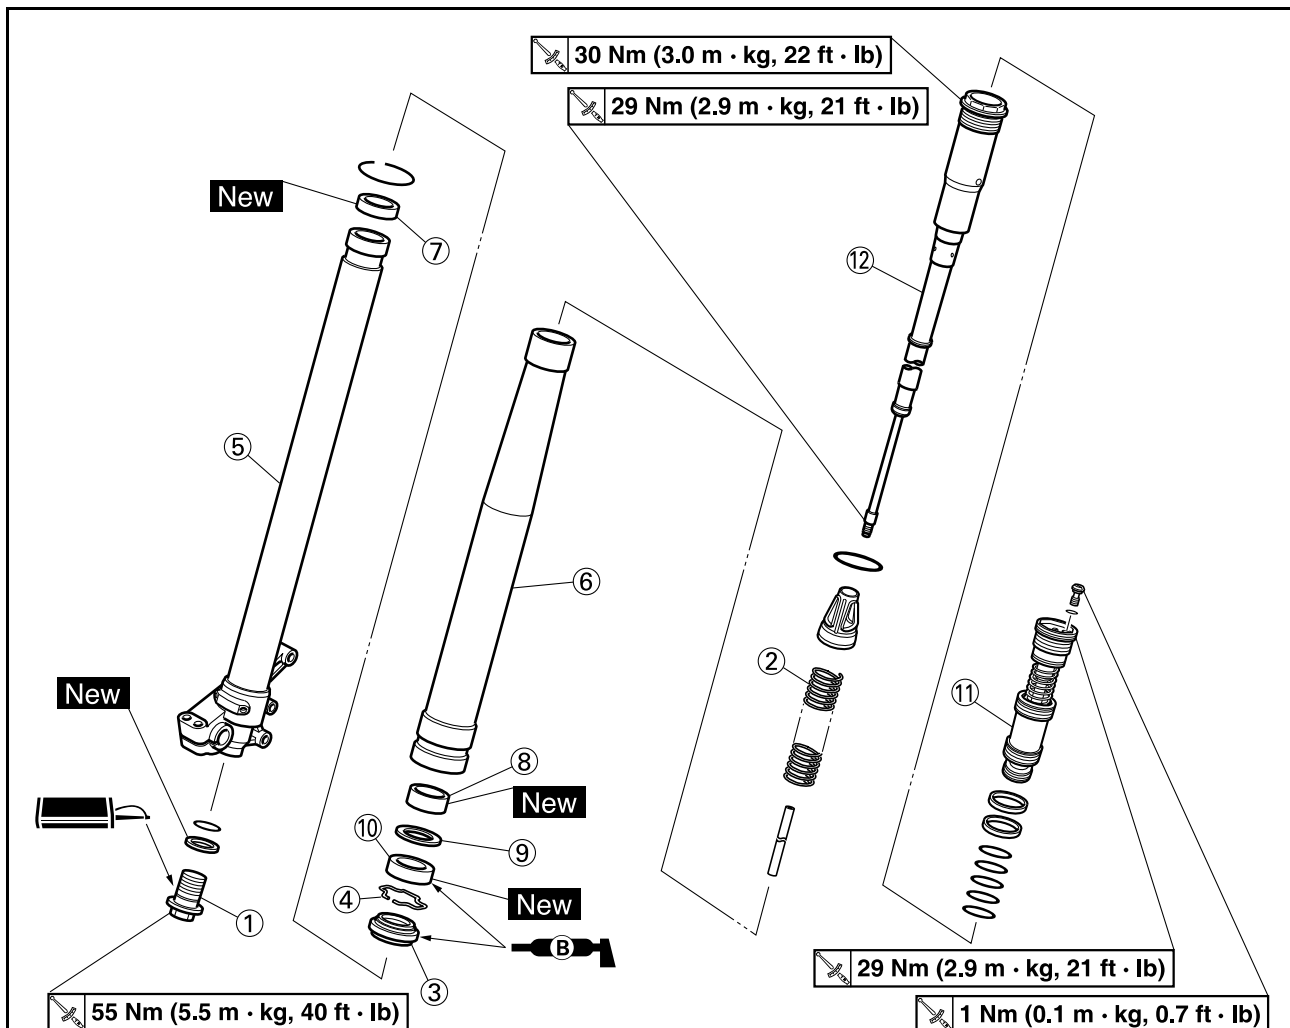 30 Nm (3.0 m · kg, 22 ft · lb)
29 Nm (2.9 m · kg, 21 ft · lb)
New
7
12
5
6
2
New
11
8
New
10
9
4
New
1
B
3
29 Nm (2.9 m · kg, 21 ft · lb)
55 Nm (5.5 m · kg, 40 ft · lb)
1 Nm (0.1 m · kg, 0.7 ft · lb)